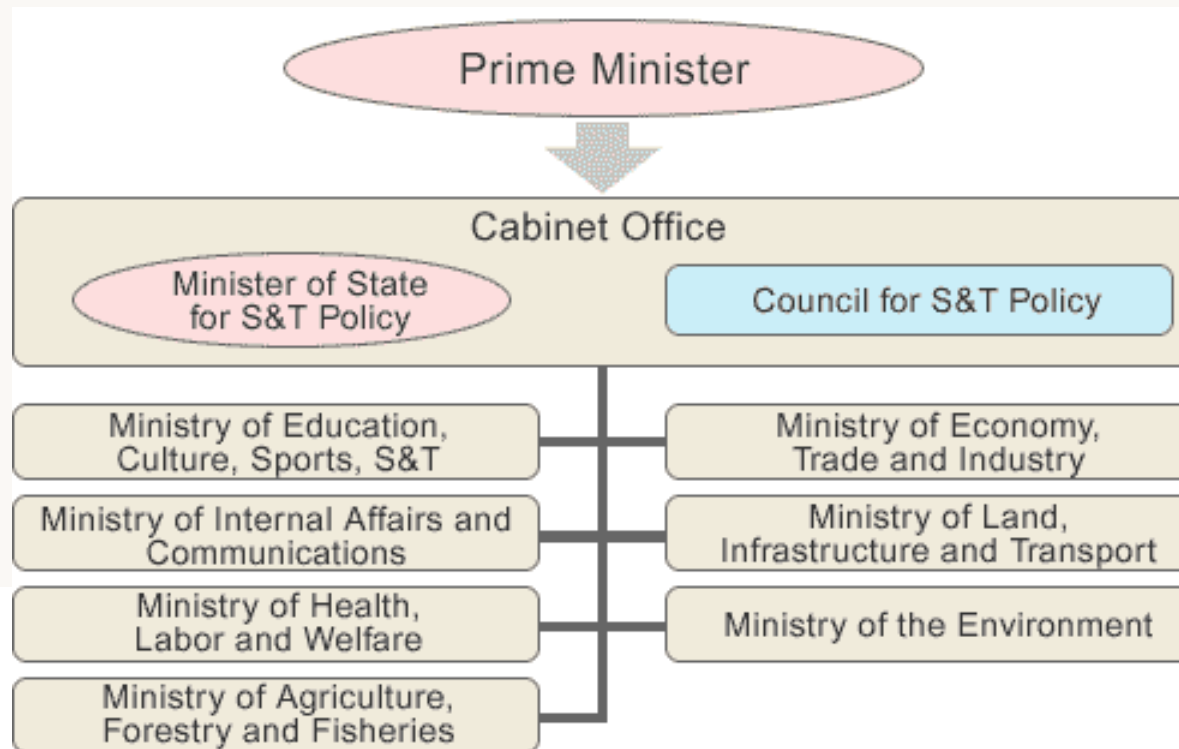 Prime Minister
Cabinet Office
Minister of State
for S&T Policy
Council for S&T Policy
Ministry of Education,
Culture, Sports, S&T
Ministry of Economy,
Trade and Industry
Ministry of Internal Affairs and
Communications
Ministry of Land,
Infrastructure and Transport
Ministry of Health,
Labor and Welfare
Ministry of the Environment
Ministry of Agriculture,
Forestry and Fisheries